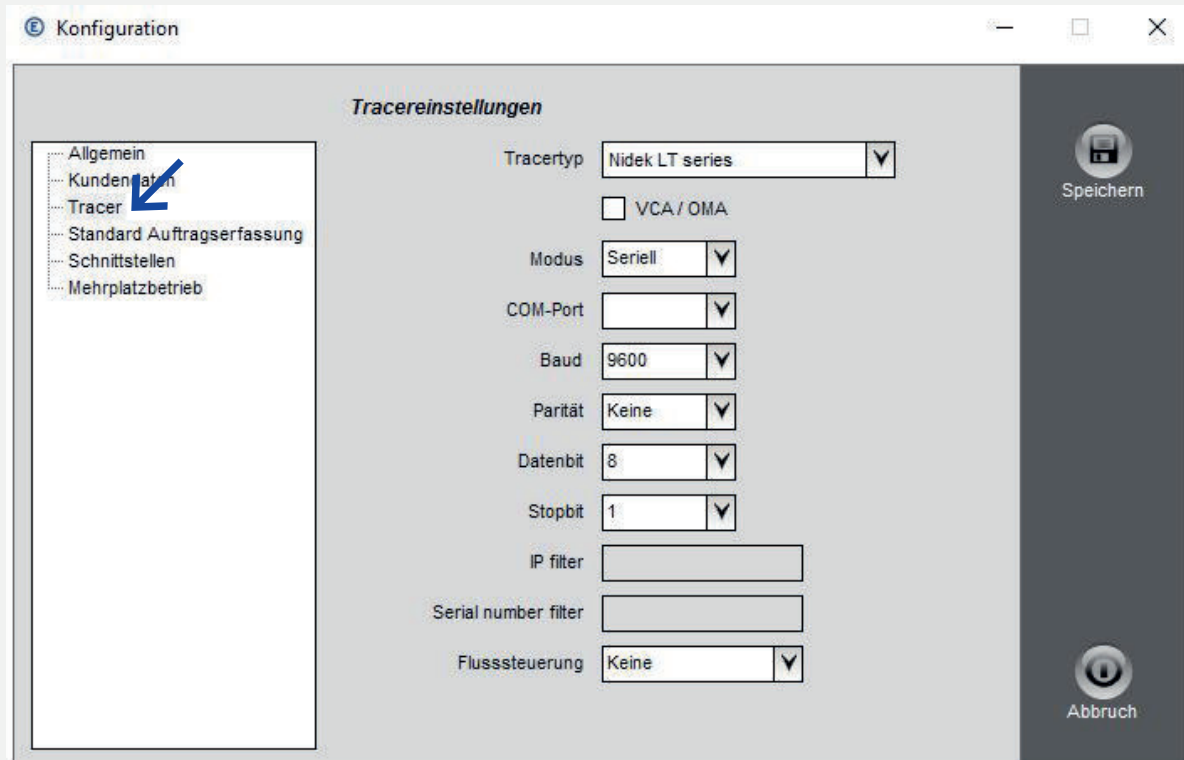 Konfiguration
Tracereinstellungen
Allgemein
Kundendaten
Tracer
Standard Auftragserfassung
Schnittstellen
Mehrplatzbetrieb
Tracertyp Nidek LT series
VCA / OMA
Modus Seriell
COM-Port
Baud 9600
Parität Keine
Datenbit 8
Stopbit 1
IP filter
Serial number filter
Flusssteuerung Keine
Speichern
Abbruch